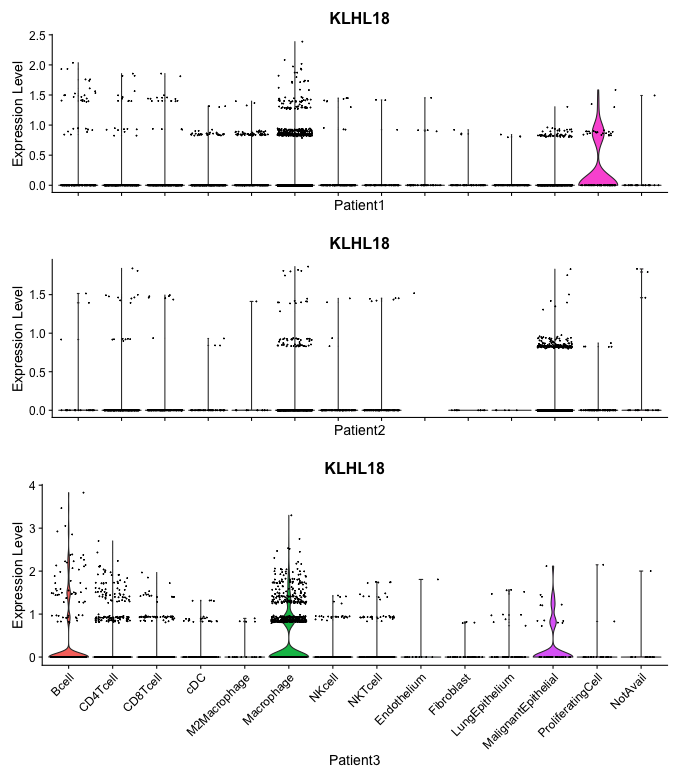 KLHL18
Expression Level
2.5
2.0
1.5
1.0
0.5
0.0
Patient1
KLHL18
Expression Level
1.5
1.0
0.5
0.0
Patient2
KLHL18
Expression Level
4
3
2
1
0
Bcell
CD4Tcell
CD8Tcell
cDC
M2Macrophage
Macrophage
NKcell
NKTcell
Endothelium
Fibroblast
LungEpithelium
MalignantEpithelial
ProliferatingCell
NotAvail
Patient3